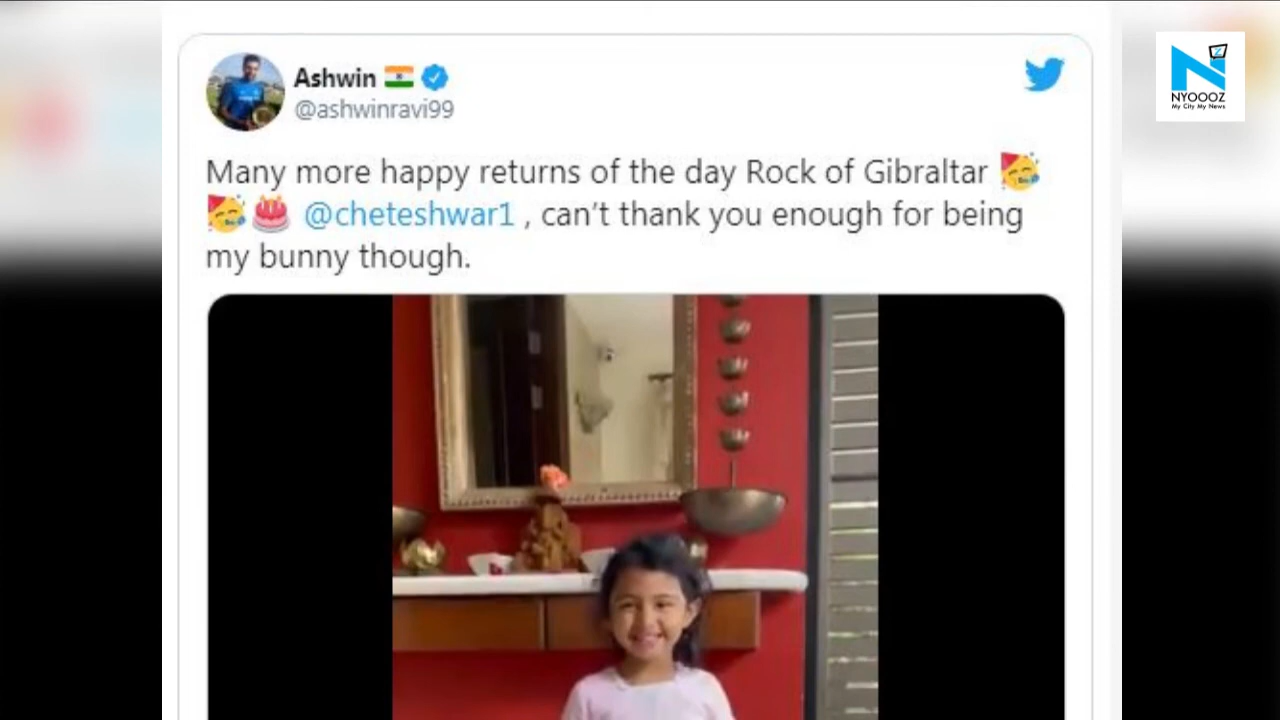 Ashwin 🇮🇳
@ashwinravi99
NYOOOZ
My City My News
Many more happy returns of the day Rock of Gibraltar 🥳
🥳🎂 @cheteshwar1 , can’t thank you enough for being
my bunny though.